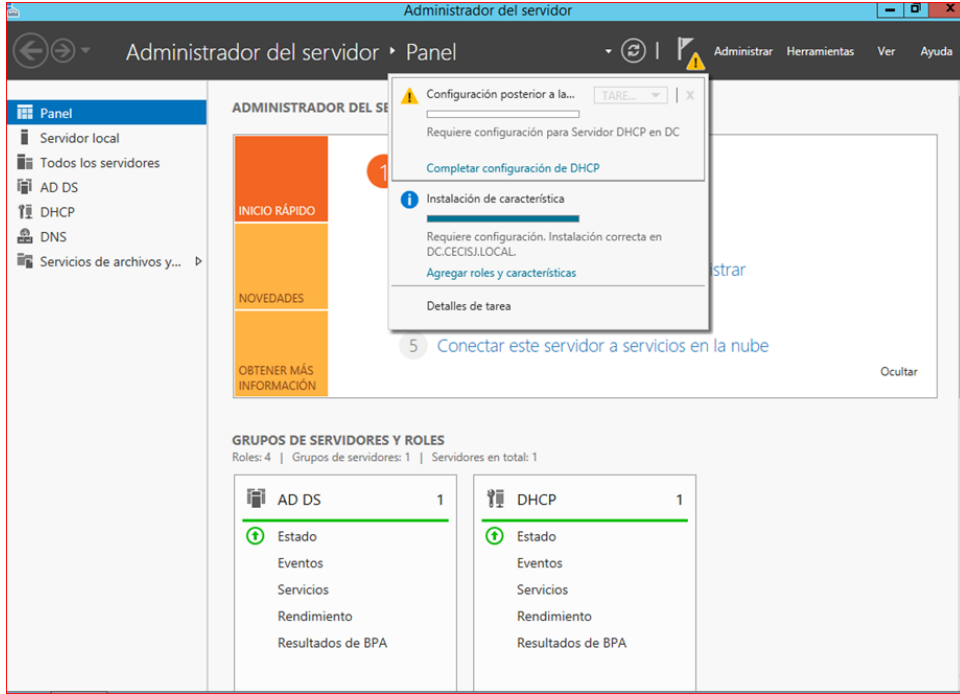 Administrador del servidor
Administrador del servidor ‣ Panel
Administrar Herramientas Ver Ayuda
Panel
Servidor local
Todos los servidores
AD DS
DHCP
DNS
Servicios de archivos y...
ADMINISTRADOR DEL SE
1
INICIO RÁPIDO
NOVEDADES
OBTENER MÁS
INFORMACIÓN
Configuración posterior a la... TARE... X
Requiere configuración para Servidor DHCP en DC
Completar configuración de DHCP
Instalación de característica
Requiere configuración. Instalación correcta en
DC.CECISJ.LOCAL.
Agregar roles y características
Detalles de tarea
istrar
5 Conectar este servidor a servicios en la nube
Ocultar
GRUPOS DE SERVIDORES Y ROLES
Roles: 4 | Grupos de servidores: 1 | Servidores en total: 1
AD DS 1
Estado
Eventos
Servicios
Rendimiento
Resultados de BPA
DHCP 1
Estado
Eventos
Servicios
Rendimiento
Resultados de BPA